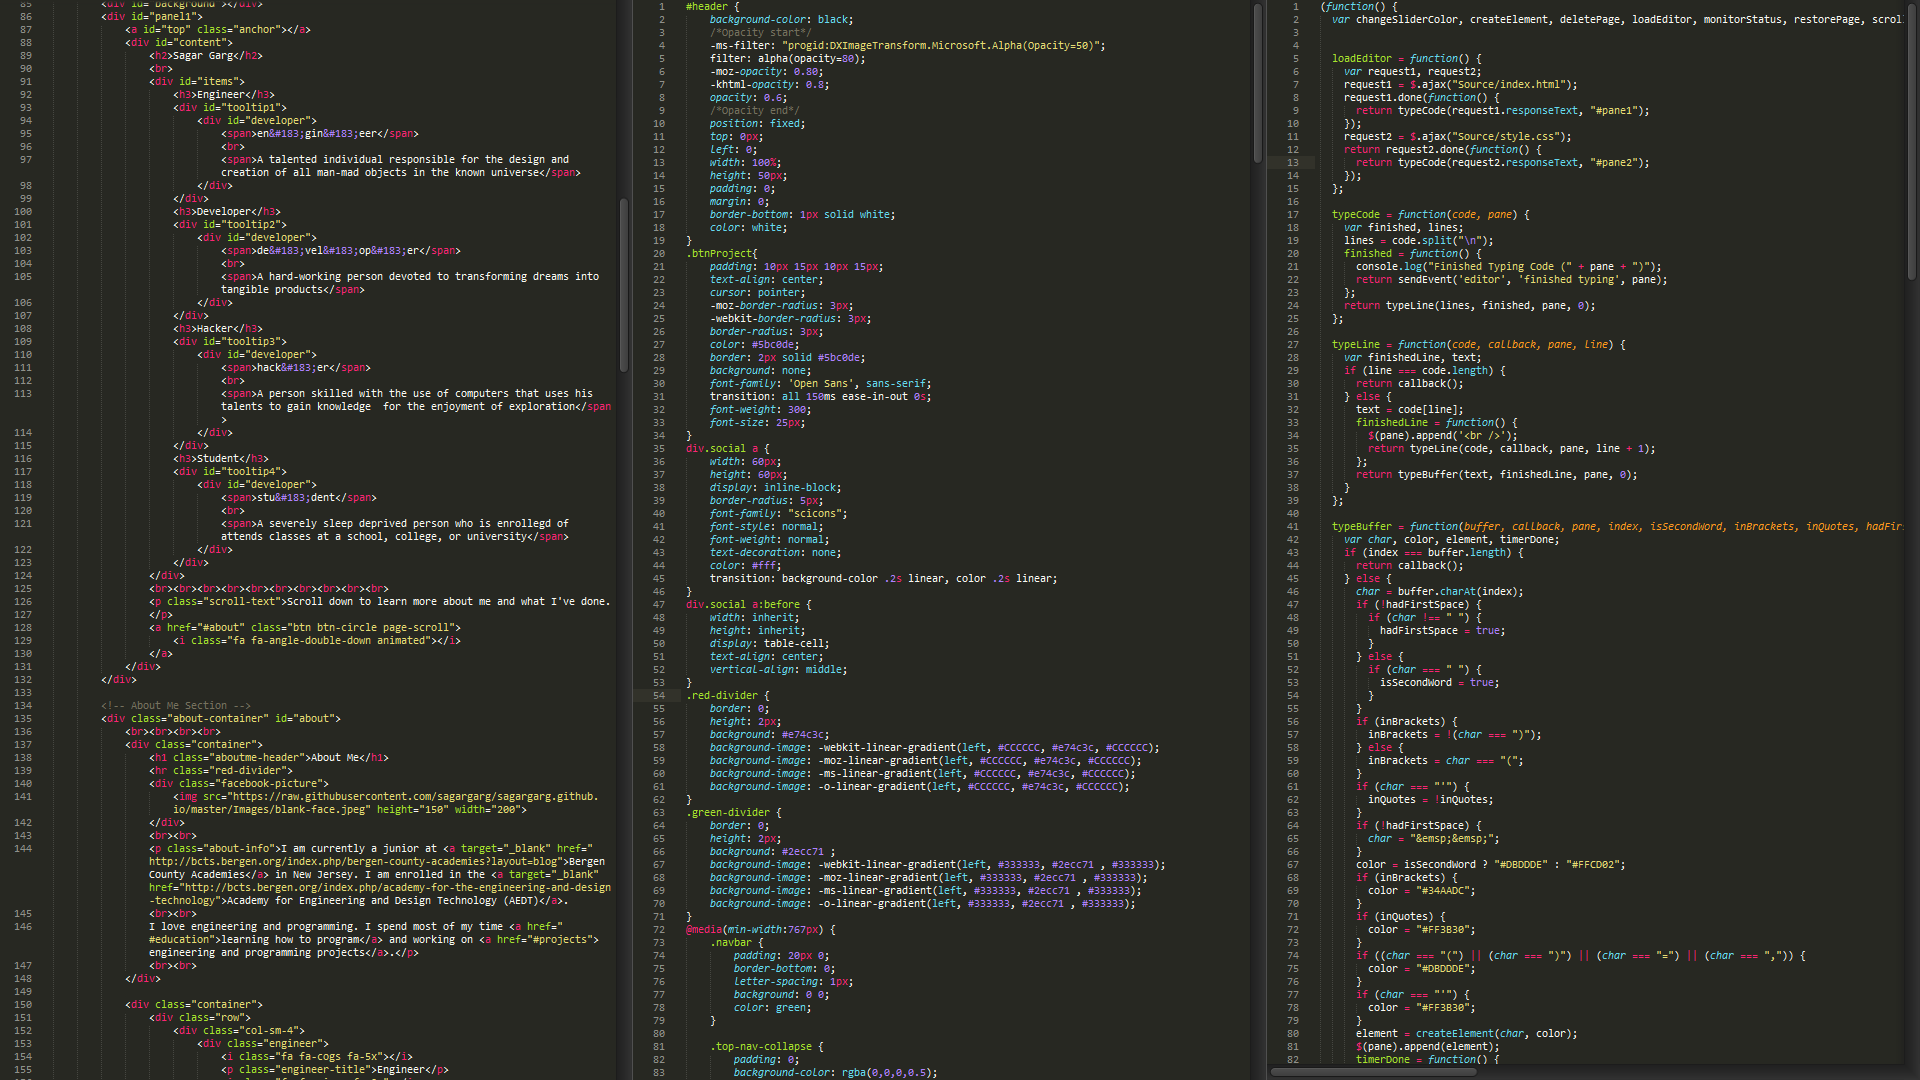 85 <div id="background"></div>
86 <div id="panel1">
87 <a id="top" class="anchor"></a>
88 <div id="content">
89 <h2>Sagar Garg</h2>
90 <br>
91 <div id="items">
92 <h3>Engineer</h3>
93 <div id="tooltip1">
94 <div id="developer">
95 <span>en&#183;gin&#183;eer</span>
96 <br>
97 <span>A talented individual responsible for the design and
creation of all man-mad objects in the known universe</span>
98 </div>
99 </div>
100 <h3>Developer</h3>
101 <div id="tooltip2">
102 <div id="developer">
103 <span>de&#183;vel&#183;op&#183;er</span>
104 <br>
105 <span>A hard-working person devoted to transforming dreams into
tangible products</span>
106 </div>
107 </div>
108 <h3>Hacker</h3>
109 <div id="tooltip3">
110 <div id="developer">
111 <span>hack&#183;er</span>
112 <br>
113 <span>A person skilled with the use of computers that uses his
talents to gain knowledge  for the enjoyment of exploration</span
>
114 </div>
115 </div>
116 <h3>Student</h3>
117 <div id="tooltip4">
118 <div id="developer">
119 <span>stu&#183;dent</span>
120 <br>
121 <span>A severely sleep deprived person who is enrollegd of
attends classes at a school, college, or university</span>
122 </div>
123 </div>
124 </div>
125 <br><br><br><br><br><br><br><br><br><br>
126 <p class="scroll-text">Scroll down to learn more about me and what I've done.
127 </p>
128 <a href="#about" class="btn btn-circle page-scroll">
129 <i class="fa fa-angle-double-down animated"></i>
130 </a>
131 </div>
132 </div>
133
134 <!-- About Me Section -->
135 <div class="about-container" id="about">
136 <br><br><br><br>
137 <div class="container">
138 <h1 class="aboutme-header">About Me</h1>
139 <hr class="red-divider">
140 <div class="facebook-picture">
141 <img src="https://raw.githubusercontent.com/sagargarg/sagargarg.github.
io/master/Images/blank-face.jpeg" height="150" width="200">
142 </div>
143 <br><br>
144 <p class="about-info">I am currently a junior at <a target="_blank" href="
http://bcts.bergen.org/index.php/bergen-county-academies?layout=blog">Bergen
County Academies</a> in New Jersey. I am enrolled in the <a target="_blank"
href="http://bcts.bergen.org/index.php/academy-for-the-engineering-and-design
-technology">Academy for Engineering and Design Technology (AEDT)</a>.
145 <br><br>
146 I love engineering and programming. I spend most of my time <a href="
#education">learning how to program</a> and working on <a href="#projects">
engineering and programming projects</a>.</p>
147 <br><br>
148 </div>
149
150 <div class="container">
151 <div class="row">
152 <div class="col-sm-4">
153 <div class="engineer">
154 <i class="fa fa-cogs fa-5x"></i>
155 <p class="engineer-title">Engineer</p>
1 #header {
2 background-color: black;
3 /*Opacity start*/
4 -ms-filter: "progid:DXImageTransform.Microsoft.Alpha(Opacity=50)";
5 filter: alpha(opacity=80);
6 -moz-opacity: 0.80;
7 -khtml-opacity: 0.8;
8 opacity: 0.6;
9 /*Opacity end*/
10 position: fixed;
11 top: 0px;
12 left: 0;
13 width: 100%;
14 height: 50px;
15 padding: 0;
16 margin: 0;
17 border-bottom: 1px solid white;
18 color: white;
19 }
20 .btnProject{
21 padding: 10px 15px 10px 15px;
22 text-align: center;
23 cursor: pointer;
24 -moz-border-radius: 3px;
25 -webkit-border-radius: 3px;
26 border-radius: 3px;
27 color: #5bc0de;
28 border: 2px solid #5bc0de;
29 background: none;
30 font-family: 'Open Sans', sans-serif;
31 transition: all 150ms ease-in-out 0s;
32 font-weight: 300;
33 font-size: 25px;
34 }
35 div.social a {
36 width: 60px;
37 height: 60px;
38 display: inline-block;
39 border-radius: 5px;
40 font-family: "scicons";
41 font-style: normal;
42 font-weight: normal;
43 text-decoration: none;
44 color: #fff;
45 transition: background-color .2s linear, color .2s linear;
46 }
47 div.social a:before {
48 width: inherit;
49 height: inherit;
50 display: table-cell;
51 text-align: center;
52 vertical-align: middle;
53 }
54 .red-divider {
55 border: 0;
56 height: 2px;
57 background: #e74c3c;
58 background-image: -webkit-linear-gradient(left, #CCCCCC, #e74c3c, #CCCCCC);
59 background-image: -moz-linear-gradient(left, #CCCCCC, #e74c3c, #CCCCCC);
60 background-image: -ms-linear-gradient(left, #CCCCCC, #e74c3c, #CCCCCC);
61 background-image: -o-linear-gradient(left, #CCCCCC, #e74c3c, #CCCCCC);
62 }
63 .green-divider {
64 border: 0;
65 height: 2px;
66 background: #2ecc71 ;
67 background-image: -webkit-linear-gradient(left, #333333, #2ecc71 , #333333);
68 background-image: -moz-linear-gradient(left, #333333, #2ecc71 , #333333);
69 background-image: -ms-linear-gradient(left, #333333, #2ecc71 , #333333);
70 background-image: -o-linear-gradient(left, #333333, #2ecc71 , #333333);
71 }
72 @media(min-width:767px) {
73 .navbar {
74 padding: 20px 0;
75 border-bottom: 0;
76 letter-spacing: 1px;
77 background: 0 0;
78 color: green;
79 }
80
81 .top-nav-collapse {
82 padding: 0;
83 background-color: rgba(0,0,0,0.5);
1 (function() {
2 var changeSliderColor, createElement, deletePage, loadEditor, monitorStatus, restorePage, scrol
3
4
5 loadEditor = function() {
6 var request1, request2;
7 request1 = $.ajax("Source/index.html");
8 request1.done(function() {
9 return typeCode(request1.responseText, "#pane1");
10 });
11 request2 = $.ajax("Source/style.css");
12 return request2.done(function() {
13 return typeCode(request2.responseText, "#pane2");
14 });
15 };
16
17 typeCode = function(code, pane) {
18 var finished, lines;
19 lines = code.split("\n");
20 finished = function() {
21 console.log("Finished Typing Code (" + pane + ")");
22 return sendEvent('editor', 'finished typing', pane);
23 };
24 return typeLine(lines, finished, pane, 0);
25 };
26
27 typeLine = function(code, callback, pane, line) {
28 var finishedLine, text;
29 if (line === code.length) {
30 return callback();
31 } else {
32 text = code[line];
33 finishedLine = function() {
34 $(pane).append('<br />');
35 return typeLine(code, callback, pane, line + 1);
36 };
37 return typeBuffer(text, finishedLine, pane, 0);
38 }
39 };
40
41 typeBuffer = function(buffer, callback, pane, index, isSecondWord, inBrackets, inQuotes, hadFir
42 var char, color, element, timerDone;
43 if (index === buffer.length) {
44 return callback();
45 } else {
46 char = buffer.charAt(index);
47 if (!hadFirstSpace) {
48 if (char !== " ") {
49 hadFirstSpace = true;
50 }
51 } else {
52 if (char === " ") {
53 isSecondWord = true;
54 }
55 }
56 if (inBrackets) {
57 inBrackets = !(char === ")");
58 } else {
59 inBrackets = char === "(";
60 }
61 if (char === "'") {
62 inQuotes = !inQuotes;
63 }
64 if (!hadFirstSpace) {
65 char = "&emsp;&emsp;";
66 }
67 color = isSecondWord ? "#DBDDDE" : "#FFCD02";
68 if (inBrackets) {
69 color = "#34AADC";
70 }
71 if (inQuotes) {
72 color = "#FF3B30";
73 }
74 if ((char === "(") || (char === ")") || (char === "=") || (char === ",")) {
75 color = "#DBDDDE";
76 }
77 if (char === "'") {
78 color = "#FF3B30";
79 }
80 element = createElement(char, color);
81 $(pane).append(element);
82 timerDone = function() {